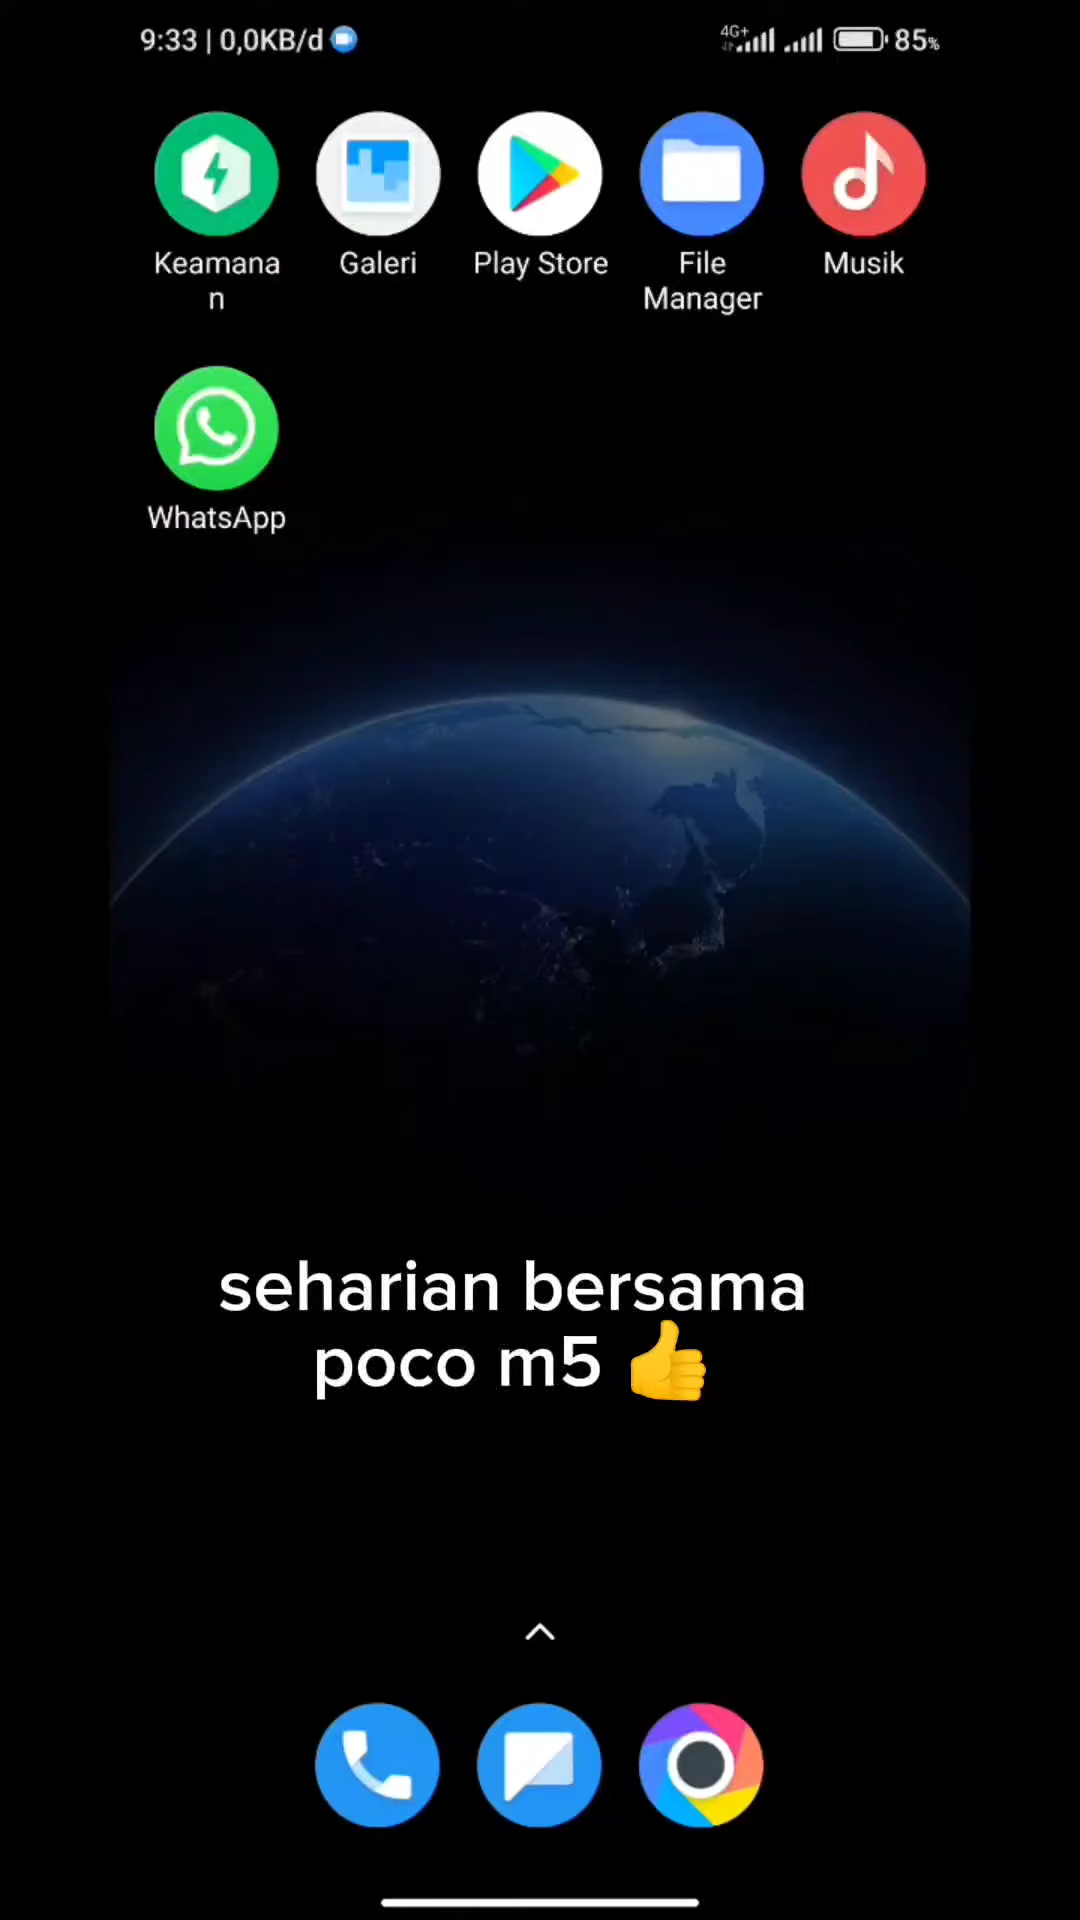 9:33 | 0,0KB/d
4G+
85%
Keamana
n
Galeri
Play Store
File
Manager
Musik
WhatsApp
seharian bersama
poco m5 👍